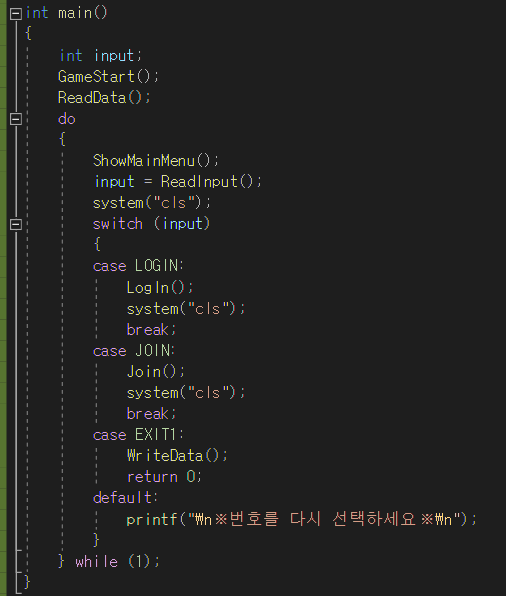 int main()
{
int input;
GameStart();
ReadData();
do
{
ShowMainMenu();
input = ReadInput();
system("cls");
switch (input)
{
case LOGIN:
LogIn();
system("cls");
break;
case JOIN:
Join();
system("cls");
break;
case EXIT1:
WriteData();
return 0;
default:
printf("₩n※번호를 다시 선택하세요※₩n");
}
} while (1);
}